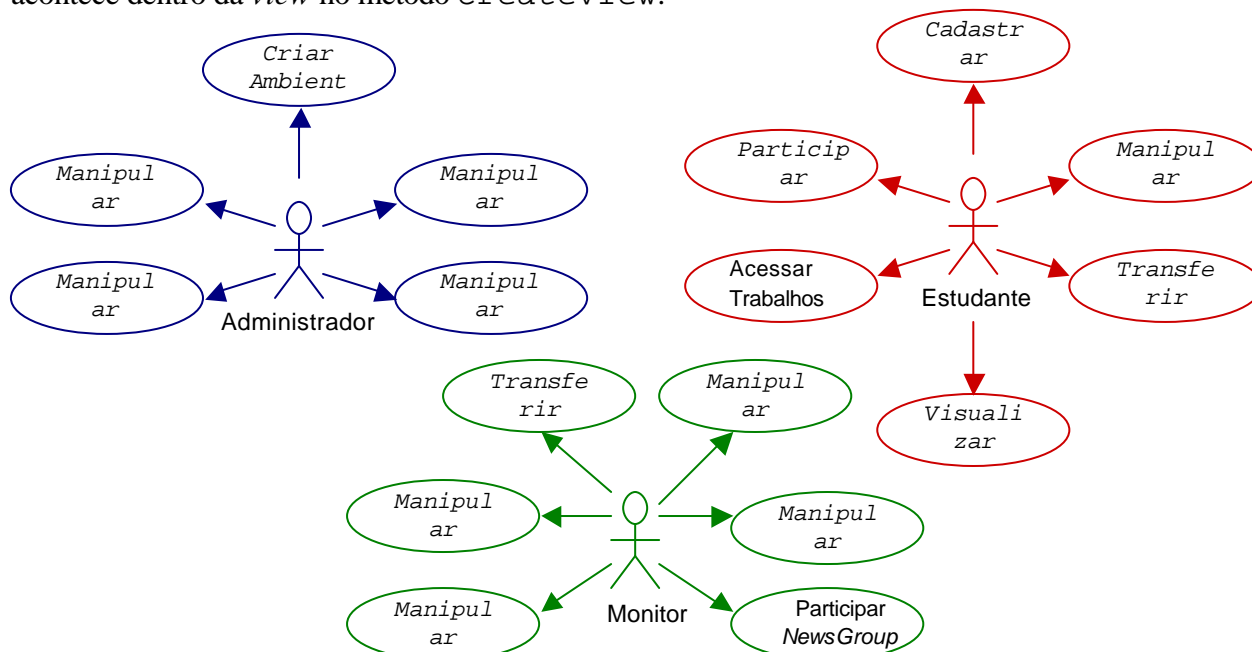 acontece dentro da view no método createView.
Criar
Ambient
Manipul
ar
Manipul
ar
Manipul
ar
Manipul
ar
Administrador
Cadastr
ar
Particip
ar
Manipul
ar
Acessar
Trabalhos
Transfe
rir
Estudante
Visuali
zar
Transfe
rir
Manipul
ar
Manipul
ar
Manipul
ar
Manipul
ar
Participar
NewsGroup
Monitor